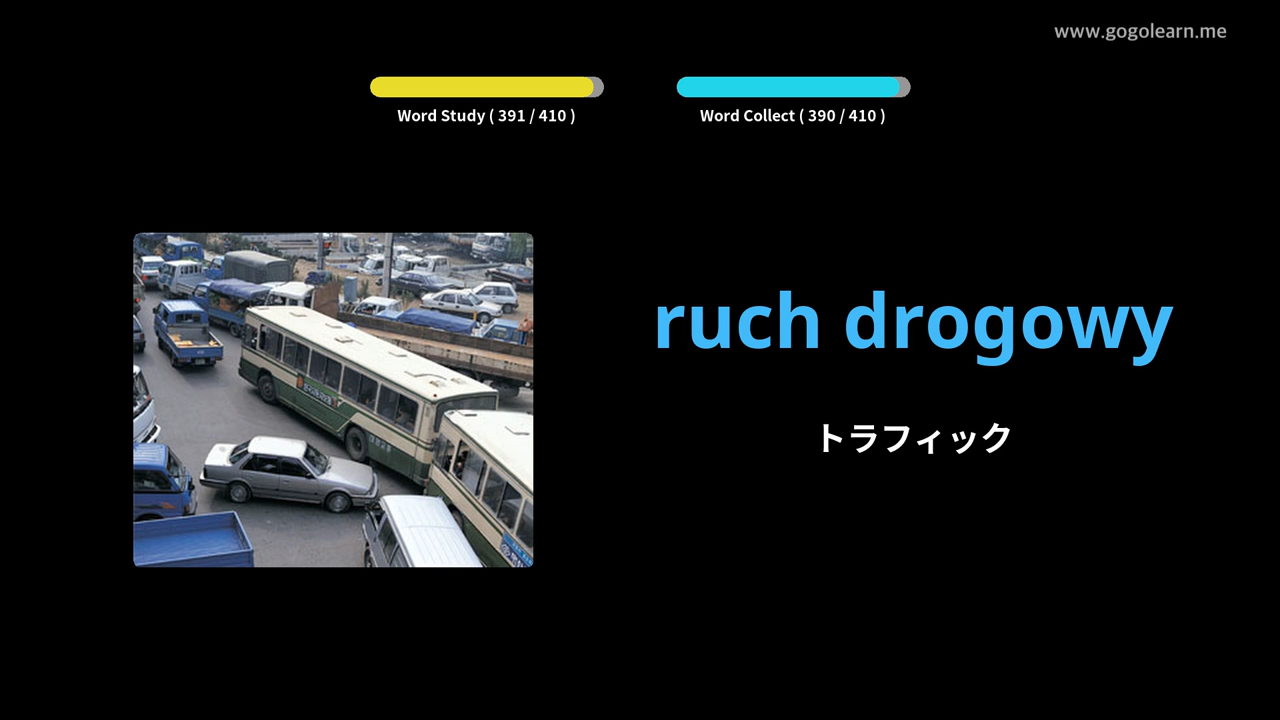 www.gogolearn.me
Word Study ( 391 / 410 )
Word Collect ( 390 / 410 )
ruch drogowy
トラフィック